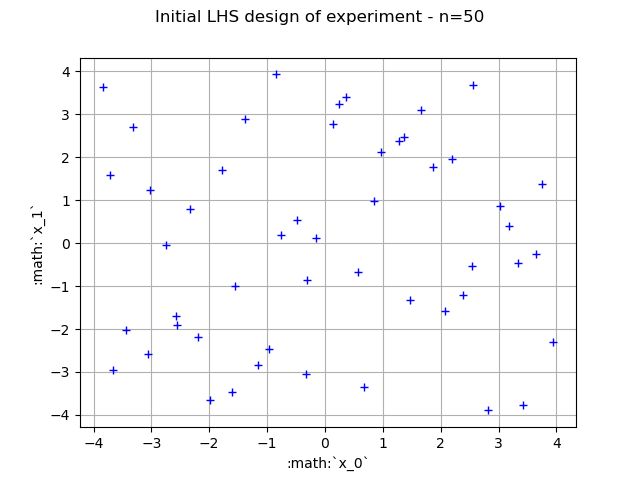 Initial LHS design of experiment - n=50
4
3
2
1
0
−1
−2
−3
−4
:math:`x_1`
−4 −3 −2 −1 0 1 2 3 4
:math:`x_0`